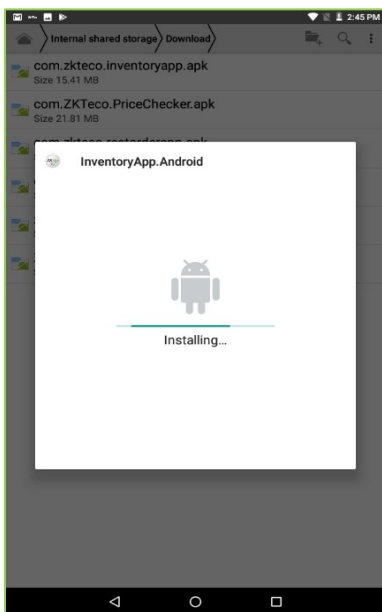 2:45 PM
Internal shared storage
Download
com.zkteco.inventoryapp.apk
Size 15.41 MB
com.ZKTeco.PriceChecker.apk
Size 21.81 MB
InventoryApp.Android
Installing...